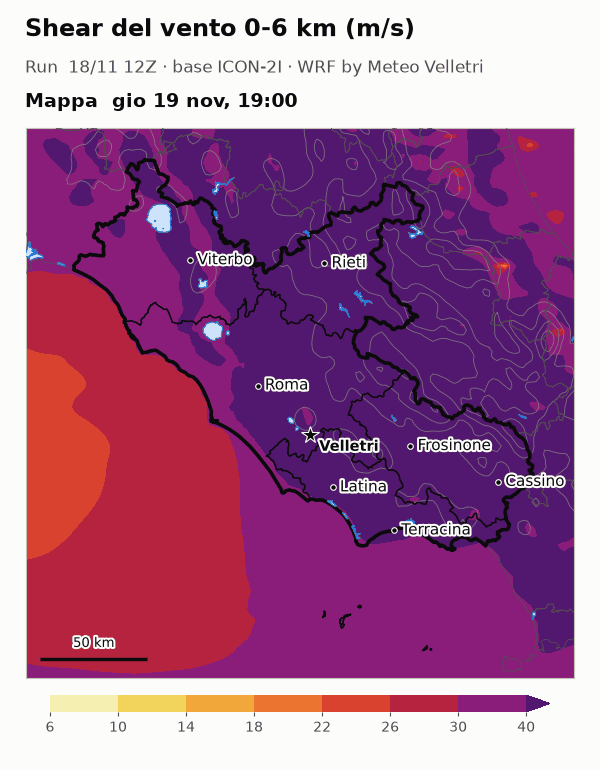 Shear del vento 0-6 km (m/s)
Run  18/11 12Z · base ICON-2I · WRF by Meteo Velletri
Mappa  gio 19 nov, 19:00
Viterbo
Rieti
Roma
Velletri
Frosinone
Latina
Cassino
Terracina
50 km
6 10 14 18 22 26 30 40